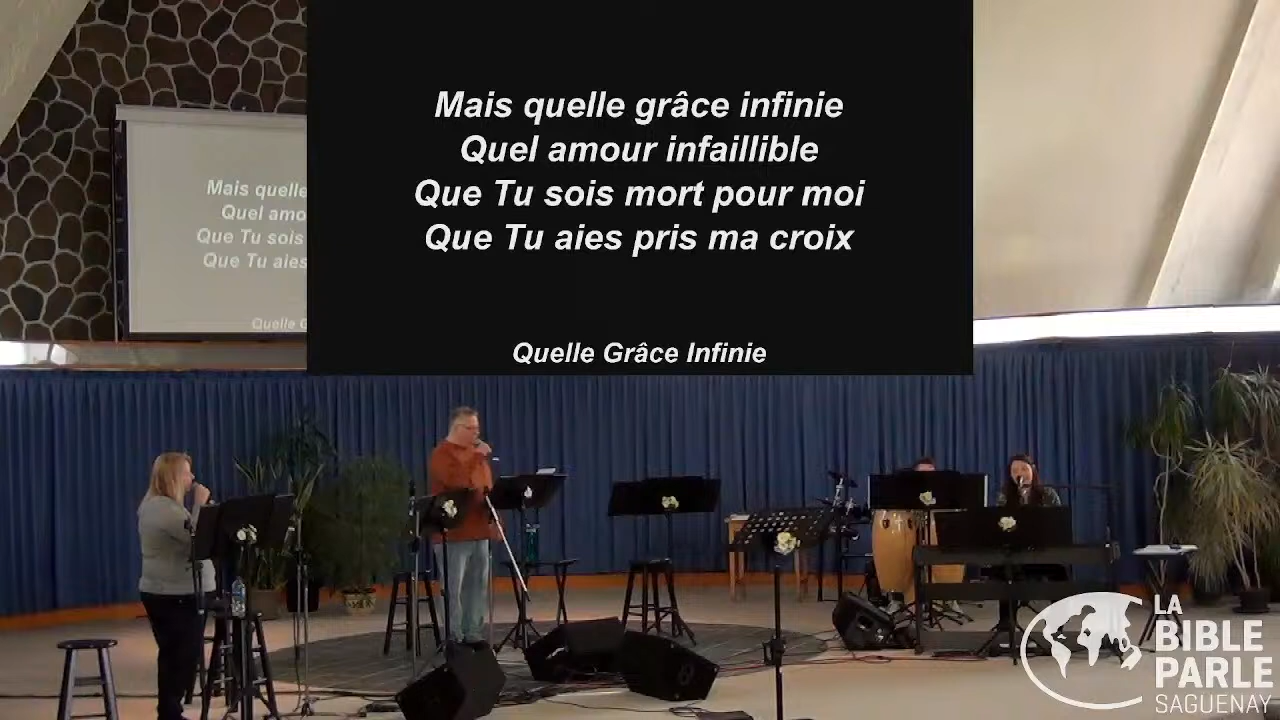 Mais quelle grâce infinie
Quel amour infaillible
Que Tu sois mort pour moi
Que Tu aies pris ma croix
Quelle Grâce Infinie
Mais quelle
Quel amo
Que Tu sois
Que Tu aies
Quelle G
LA
BIBLE
PARLE
SAGUENAY